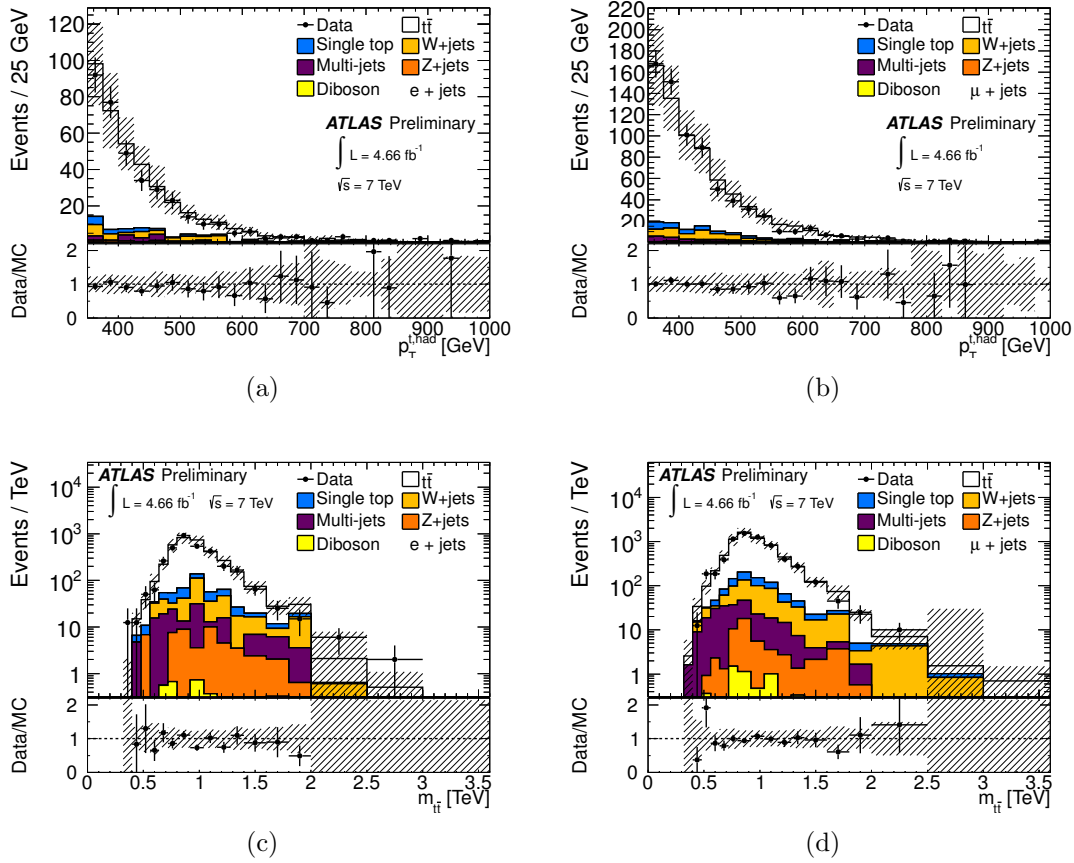 Events / 25 GeV
120
100
80
60
40
20
Data
tt̄
Single top
W+jets
Multi-jets
Z+jets
Diboson
e + jets
ATLAS Preliminary
∫ L = 4.66 fb⁻¹
√s = 7 TeV
Data/MC
2
1
0
400 500 600 700 800 900 1000
p_T^{t,had} [GeV]
(a)
Events / 25 GeV
220
200
180
160
140
120
100
80
60
40
20
Data
tt̄
Single top
W+jets
Multi-jets
Z+jets
Diboson
μ + jets
ATLAS Preliminary
∫ L = 4.66 fb⁻¹
√s = 7 TeV
Data/MC
2
1
0
400 500 600 700 800 900 1000
p_T^{t,had} [GeV]
(b)
Events / TeV
10⁴
10³
10²
10
1
ATLAS Preliminary
∫ L = 4.66 fb⁻¹ √s = 7 TeV
Data
tt̄
Single top
W+jets
Multi-jets
Z+jets
Diboson
e + jets
Data/MC
2
1
0
0 0.5 1 1.5 2 2.5 3 3.5
m_{tt̄} [TeV]
(c)
Events / TeV
10⁴
10³
10²
10
1
ATLAS Preliminary
∫ L = 4.66 fb⁻¹ √s = 7 TeV
Data
tt̄
Single top
W+jets
Multi-jets
Z+jets
Diboson
μ + jets
Data/MC
2
1
0
0 0.5 1 1.5 2 2.5 3 3.5
m_{tt̄} [TeV]
(d)